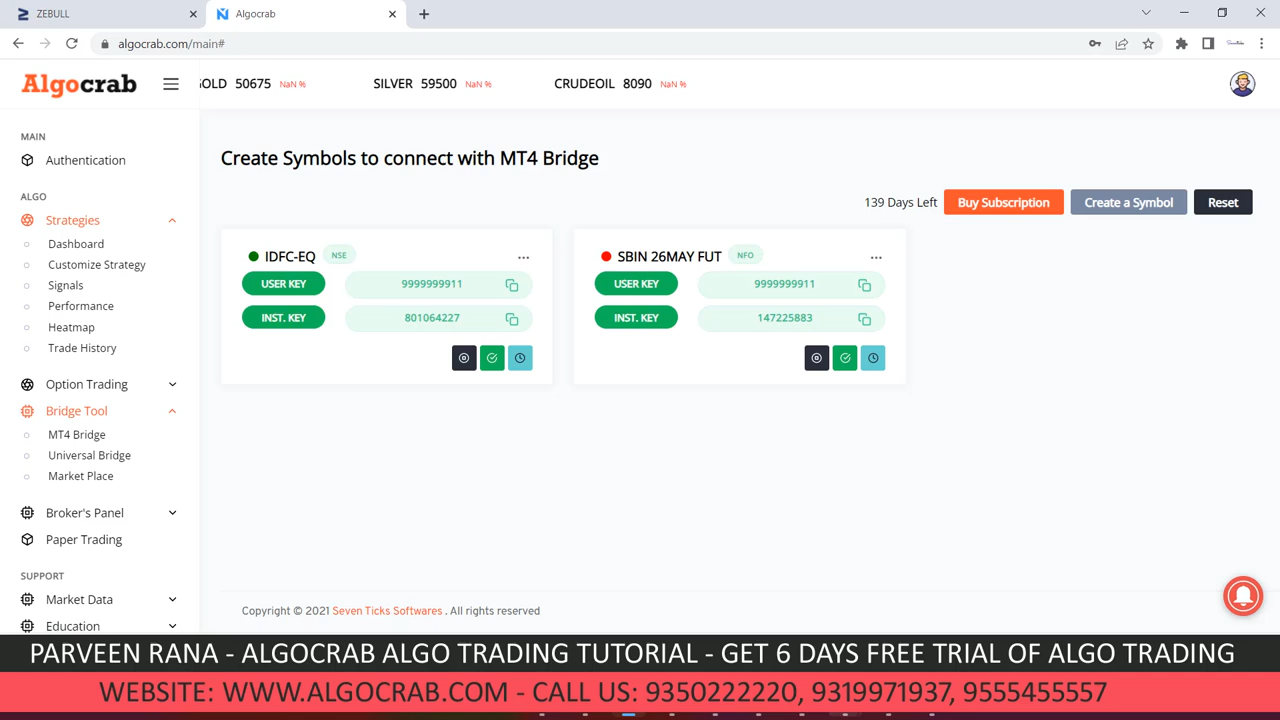 ZEBULL
Algocrab
algocrab.com/main#
Algocrab
GOLD 50675 NaN % SILVER 59500 NaN % CRUDEOIL 8090 NaN %
MAIN
Authentication
ALGO
Strategies
Dashboard
Customize Strategy
Signals
Performance
Heatmap
Trade History
Option Trading
Bridge Tool
MT4 Bridge
Universal Bridge
Market Place
Broker's Panel
Paper Trading
SUPPORT
Market Data
Education
Create Symbols to connect with MT4 Bridge
139 Days Left Buy Subscription Create a Symbol Reset
IDFC-EQ NSE
USER KEY 9999999911
INST. KEY 801064227
SBIN 26MAY FUT NFO
USER KEY 9999999911
INST. KEY 147225883
Copyright © 2021 Seven Ticks Softwares . All rights reserved
PARVEEN RANA - ALGOCRAB ALGO TRADING TUTORIAL - GET 6 DAYS FREE TRIAL OF ALGO TRADING
WEBSITE: WWW.ALGOCRAB.COM - CALL US: 9350222220, 9319971937, 9555455557